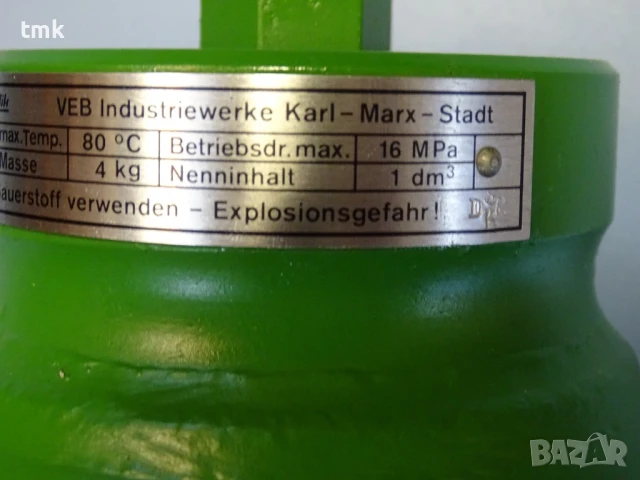 tmk
VEB Industriewerke Karl-Marx-Stadt
max.Temp. 80 °C Betriebsdr. max. 16 MPa
Masse 4 kg Nenninhalt 1 dm³
verwenden - Explosionsgefahr!
BAZAR